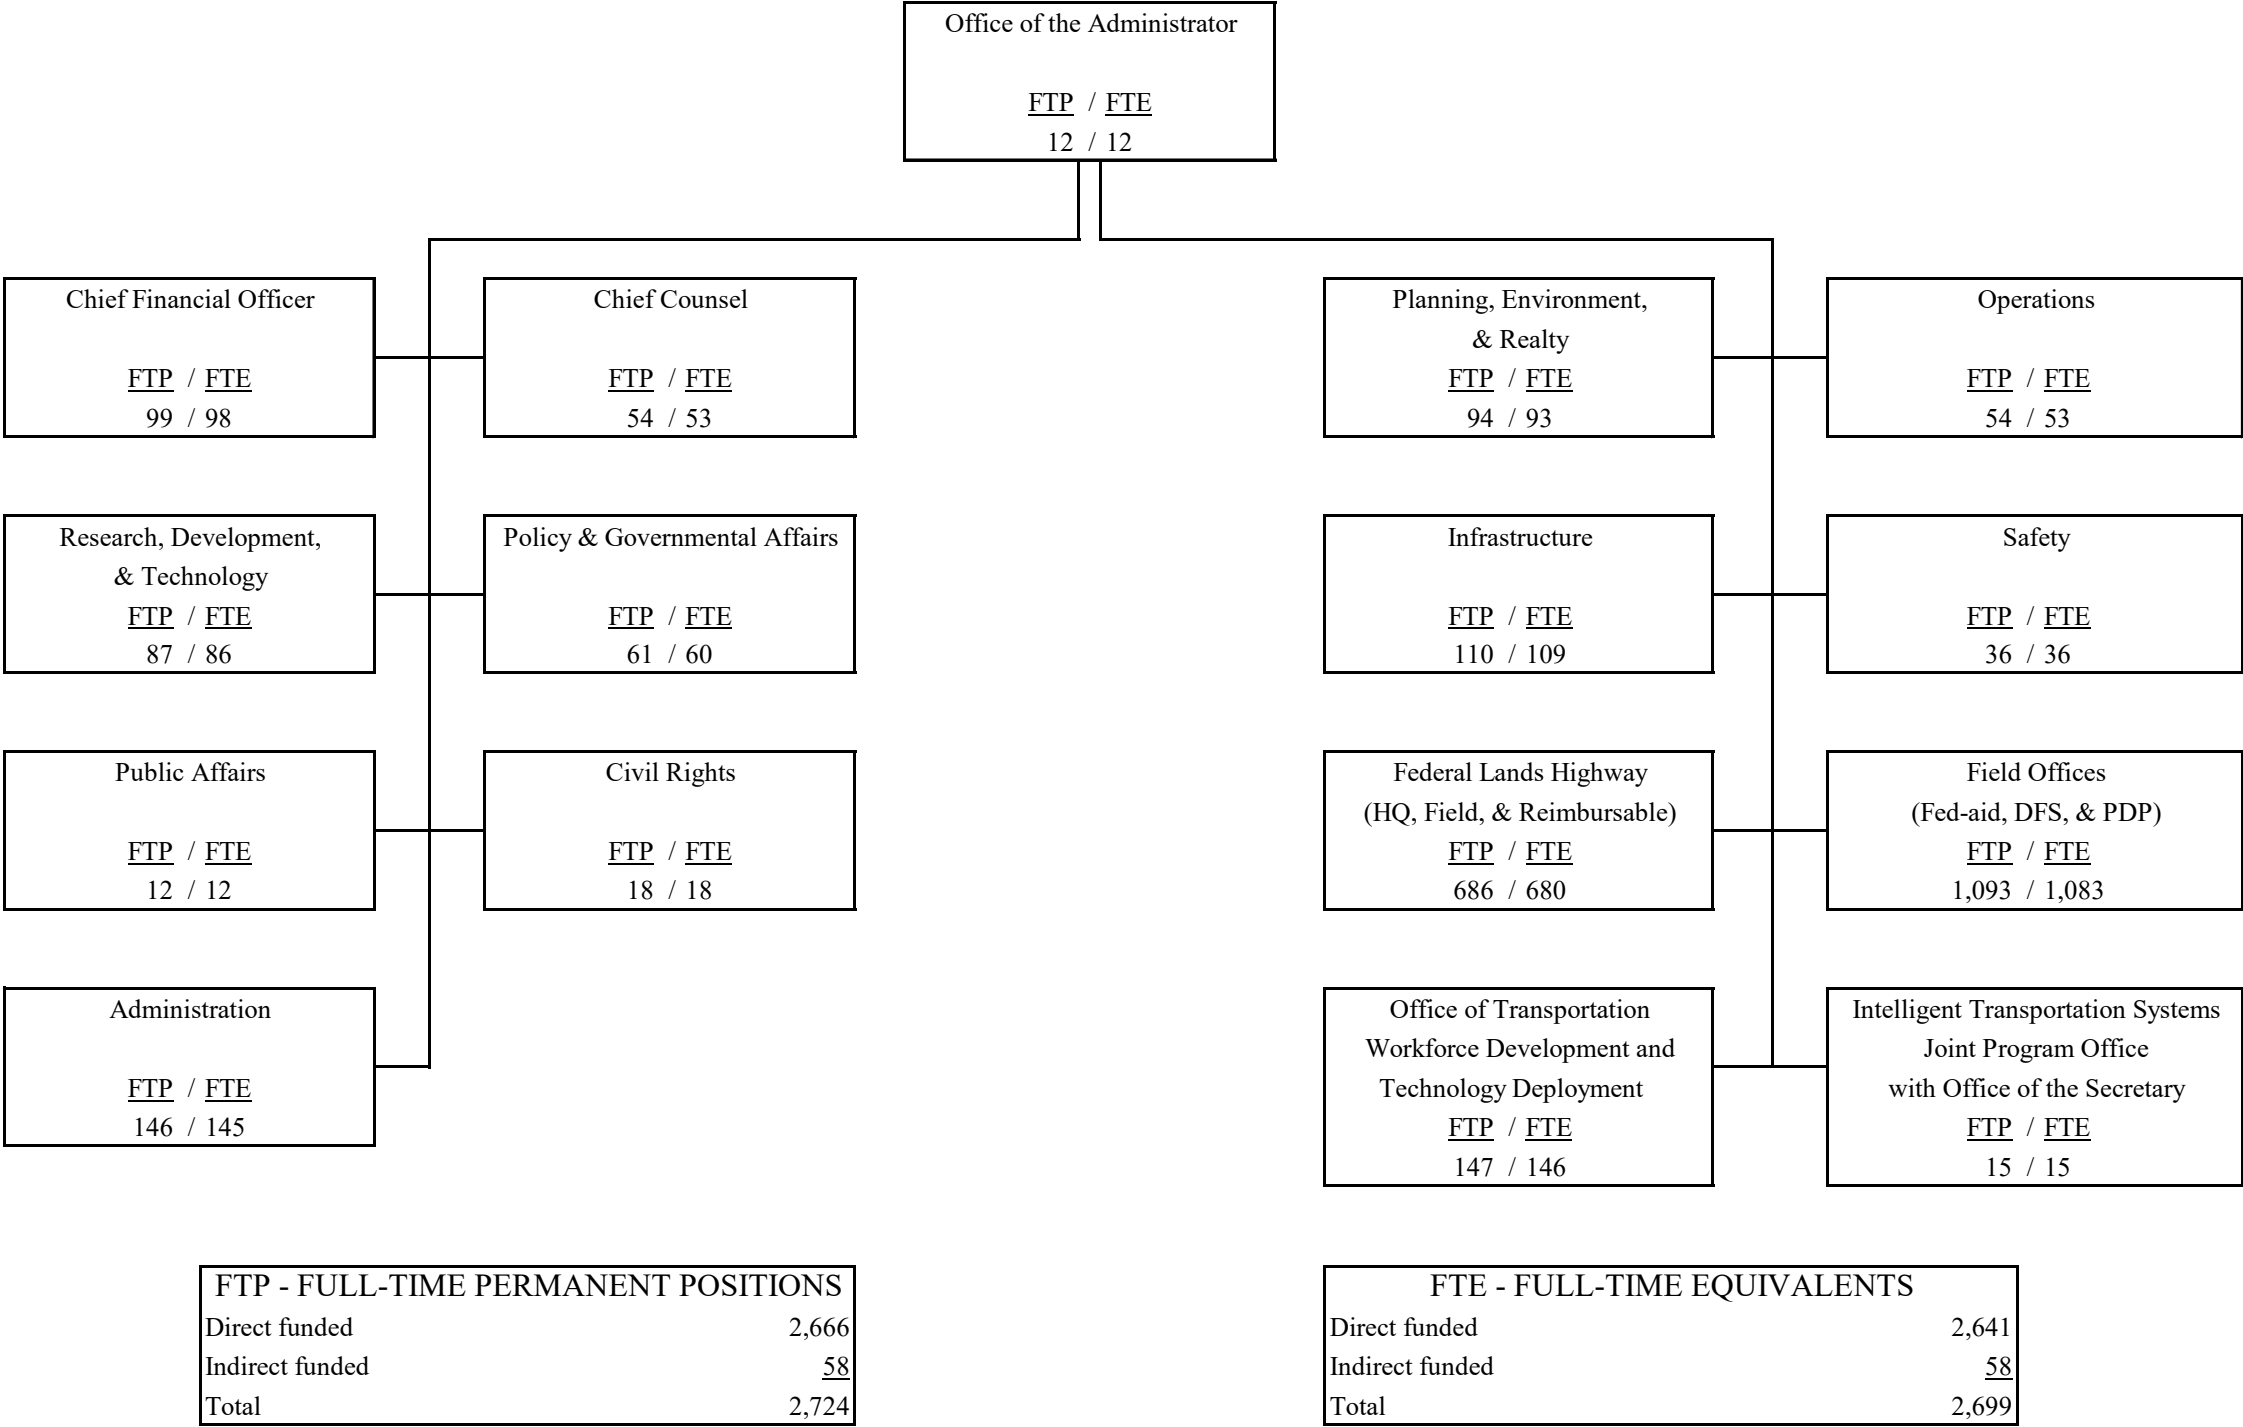 Office of the Administrator
FTP / FTE
12 / 12
Chief Financial Officer
FTP / FTE
99 / 98
Chief Counsel
FTP / FTE
54 / 53
Planning, Environment,
& Realty
FTP / FTE
94 / 93
Operations
FTP / FTE
54 / 53
Research, Development,
& Technology
FTP / FTE
87 / 86
Policy & Governmental Affairs
FTP / FTE
61 / 60
Infrastructure
FTP / FTE
110 / 109
Safety
FTP / FTE
36 / 36
Public Affairs
FTP / FTE
12 / 12
Civil Rights
FTP / FTE
18 / 18
Federal Lands Highway
(HQ, Field, & Reimbursable)
FTP / FTE
686 / 680
Field Offices
(Fed-aid, DFS, & PDP)
FTP / FTE
1,093 / 1,083
Administration
FTP / FTE
146 / 145
Office of Transportation
Workforce Development and
Technology Deployment
FTP / FTE
147 / 146
Intelligent Transportation Systems
Joint Program Office
with Office of the Secretary
FTP / FTE
15 / 15
FTP - FULL-TIME PERMANENT POSITIONS
Direct funded 2,666
Indirect funded 58
Total 2,724
FTE - FULL-TIME EQUIVALENTS
Direct funded 2,641
Indirect funded 58
Total 2,699